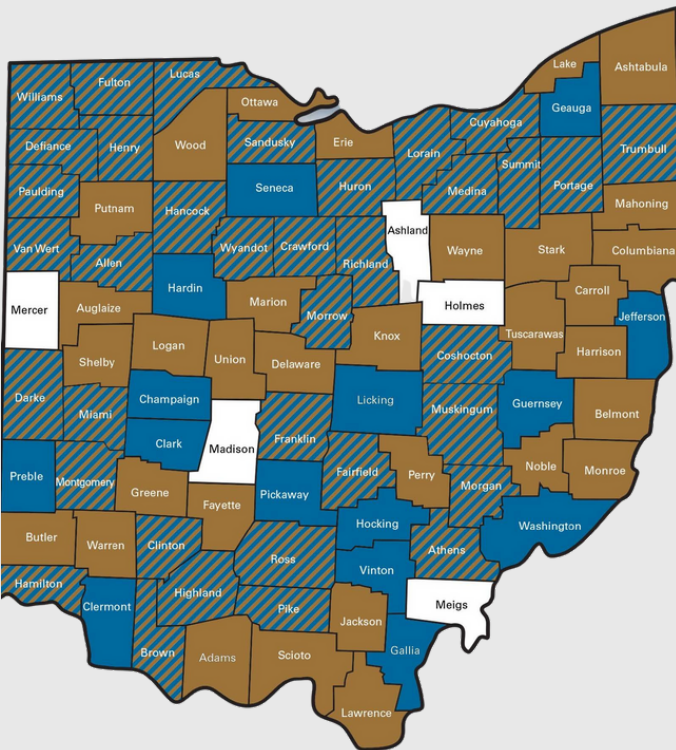 Lake
Ashtabula
Lucas
Fulton
Williams
Ottawa
Geauga
Cuyahoga
Defiance
Henry
Wood
Sandusky
Erie
Lorain
Summit
Trumbull
Paulding
Seneca
Huron
Medina
Portage
Putnam
Hancock
Mahoning
Van Wert
Allen
Wyandot
Crawford
Richland
Ashland
Wayne
Stark
Columbiana
Mercer
Auglaize
Hardin
Marion
Morrow
Holmes
Carroll
Jefferson
Logan
Union
Knox
Tuscarawas
Harrison
Shelby
Delaware
Coshocton
Darke
Miami
Champaign
Licking
Muskingum
Guernsey
Belmont
Clark
Madison
Franklin
Preble
Montgomery
Greene
Fayette
Pickaway
Fairfield
Perry
Morgan
Noble
Monroe
Butler
Warren
Clinton
Hocking
Washington
Ross
Athens
Hamilton
Clermont
Highland
Pike
Vinton
Meigs
Jackson
Brown
Adams
Scioto
Gallia
Lawrence